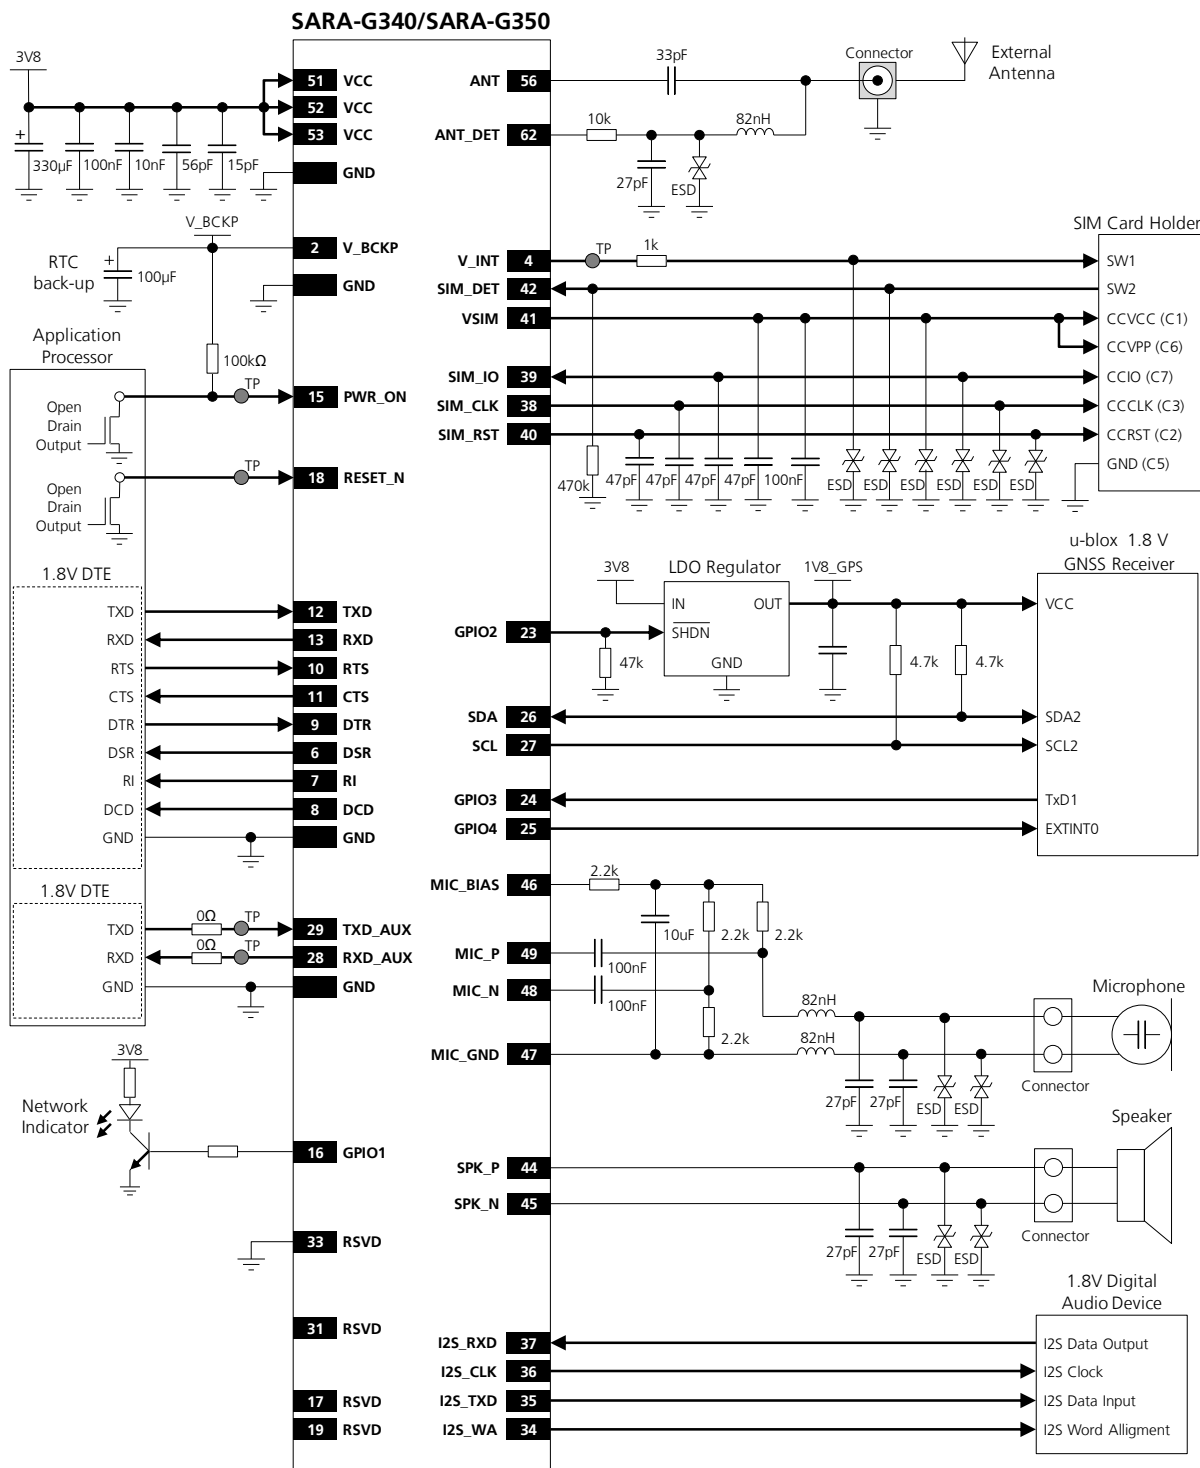 SARA-G340/SARA-G350
3V8
51 VCC
52 VCC
53 VCC
GND
330µF
100nF
10nF
56pF
15pF
V_BCKP
2 V_BCKP
GND
RTC
back-up
100µF
Application
Processor
100kΩ
TP
15 PWR_ON
Open
Drain
Output
TP
18 RESET_N
Open
Drain
Output
1.8V DTE
TXD
12 TXD
RXD
13 RXD
RTS
10 RTS
CTS
11 CTS
DTR
9 DTR
DSR
6 DSR
RI
7 RI
DCD
8 DCD
GND
GND
1.8V DTE
TXD
0Ω
TP
29 TXD_AUX
RXD
0Ω
TP
28 RXD_AUX
GND
GND
3V8
Network
Indicator
16 GPIO1
33 RSVD
31 RSVD
17 RSVD
19 RSVD
ANT 56
33pF
Connector
External
Antenna
ANT_DET 62
10k
82nH
27pF
ESD
SIM Card Holder
V_INT 4
TP
1k
SW1
SIM_DET 42
SW2
VSIM 41
CCVCC (C1)
CCVPP (C6)
SIM_IO 39
CCIO (C7)
SIM_CLK 38
CCCLK (C3)
SIM_RST 40
CCRST (C2)
GND (C5)
470k
47pF
47pF
47pF
47pF
100nF
ESD
ESD
ESD
ESD
ESD
ESD
u-blox 1.8 V
GNSS Receiver
3V8
LDO Regulator
1V8_GPS
IN
OUT
VCC
GPIO2 23
SHDN
47k
GND
4.7k
4.7k
SDA 26
SDA2
SCL 27
SCL2
GPIO3 24
TxD1
GPIO4 25
EXTINT0
MIC_BIAS 46
2.2k
10uF
2.2k
2.2k
MIC_P 49
100nF
MIC_N 48
100nF
82nH
Microphone
2.2k
MIC_GND 47
82nH
Connector
27pF
27pF
ESD
ESD
Speaker
SPK_P 44
SPK_N 45
Connector
27pF
27pF
ESD
ESD
1.8V Digital
Audio Device
I2S_RXD 37
I2S Data Output
I2S_CLK 36
I2S Clock
I2S_TXD 35
I2S Data Input
I2S_WA 34
I2S Word Alligment